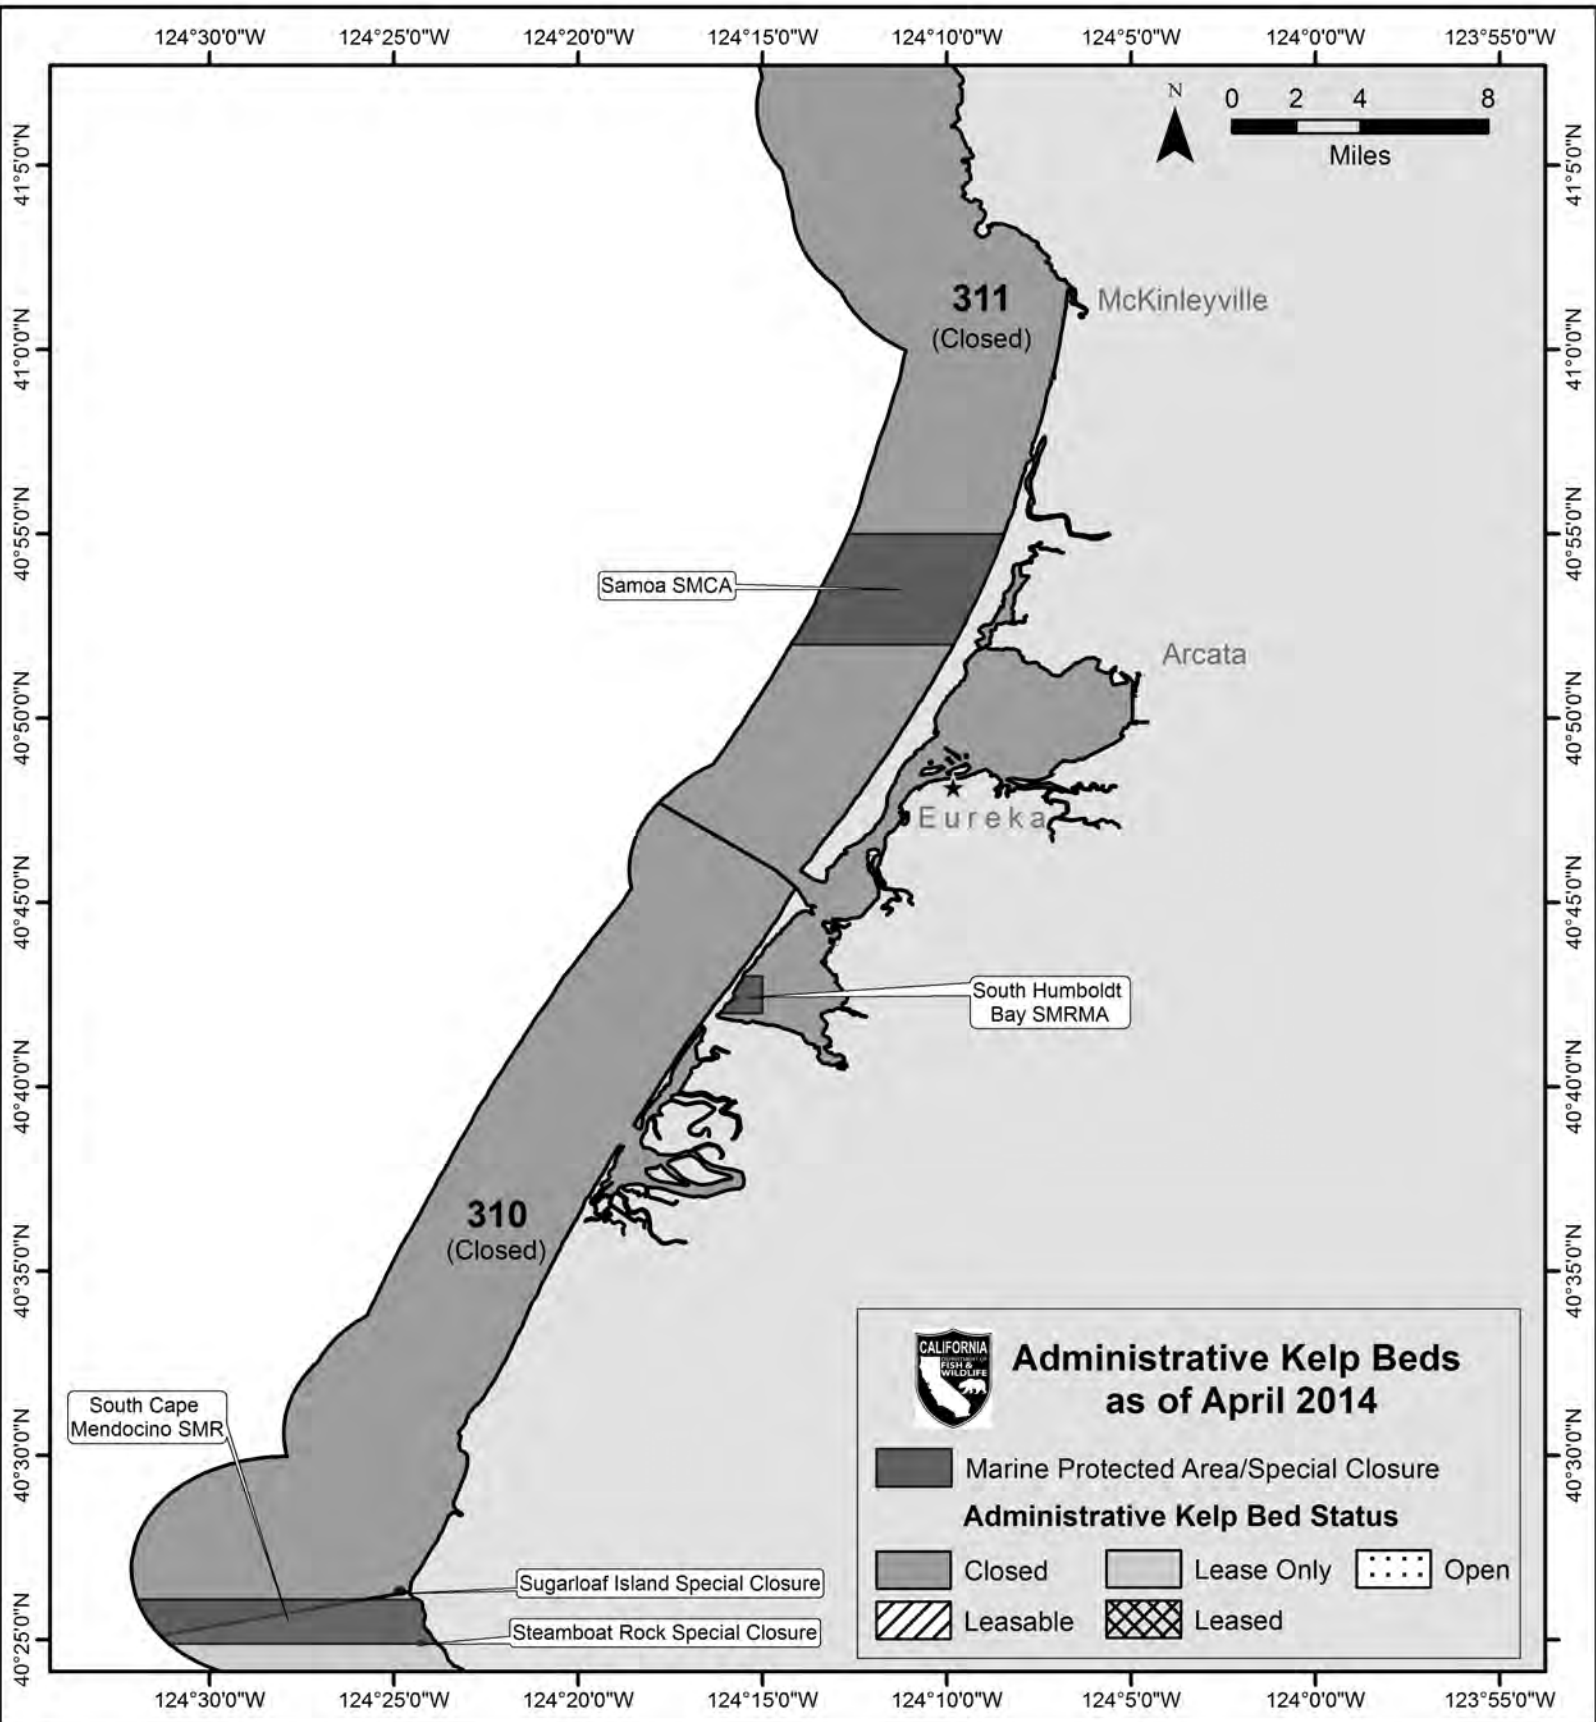 124°30'0"W 124°25'0"W 124°20'0"W 124°15'0"W 124°10'0"W 124°5'0"W 124°0'0"W 123°55'0"W
N
0 2 4 8
Miles
41°5'0"N
41°5'0"N
311
(Closed)
McKinleyville
41°0'0"N
41°0'0"N
40°55'0"N
40°55'0"N
Samoa SMCA
Arcata
40°50'0"N
40°50'0"N
Eureka
40°45'0"N
40°45'0"N
South Humboldt
Bay SMRMA
40°40'0"N
40°40'0"N
310
(Closed)
40°35'0"N
40°35'0"N
South Cape
Mendocino SMR
40°30'0"N
40°30'0"N
Sugarloaf Island Special Closure
Steamboat Rock Special Closure
40°25'0"N
CALIFORNIA
DEPARTMENT OF
FISH &
WILDLIFE
Administrative Kelp Beds
as of April 2014
Marine Protected Area/Special Closure
Administrative Kelp Bed Status
Closed
Lease Only
Open
Leasable
Leased
124°30'0"W 124°25'0"W 124°20'0"W 124°15'0"W 124°10'0"W 124°5'0"W 124°0'0"W 123°55'0"W